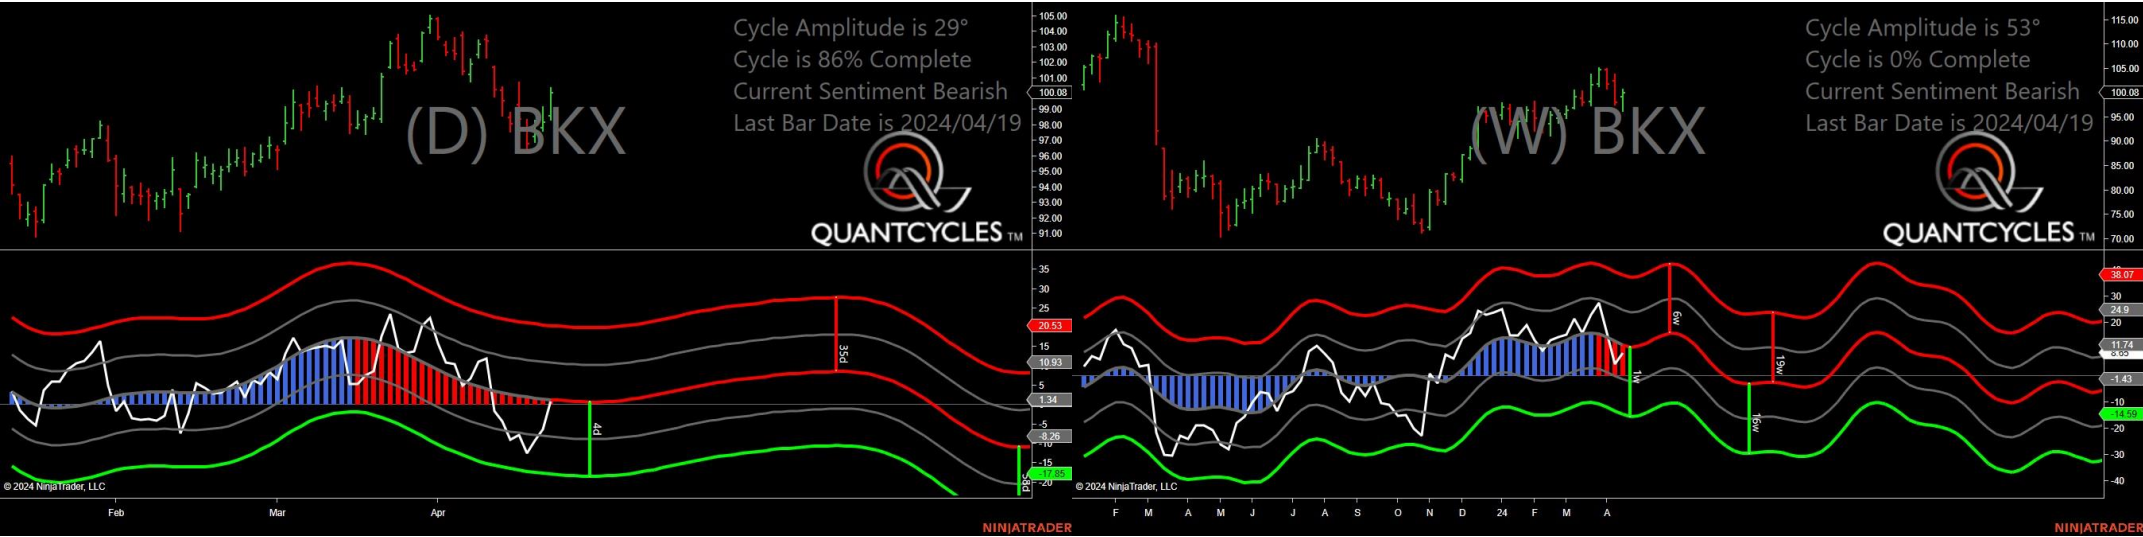 Cycle Amplitude is 29°
Cycle is 86% Complete
Current Sentiment Bearish
Last Bar Date is 2024/04/19
(D) BKX
QUANTCYCLES TM
105.00
104.00
103.00
102.00
101.00
100.08
99.00
98.00
97.00
96.00
95.00
94.00
93.00
92.00
91.00
35
30
25
20.53
15
10.93
5
1.34
-5
-8.26
-10
-15
-17.85
-20
35d
4d
© 2024 NinjaTrader, LLC
Feb Mar Apr
NINJATRADER
Cycle Amplitude is 53°
Cycle is 0% Complete
Current Sentiment Bearish
Last Bar Date is 2024/04/19
(W) BKX
QUANTCYCLES TM
115.00
110.00
105.00
100.08
95.00
90.00
85.00
80.00
75.00
70.00
38.07
30
24.9
20
11.74
-1.43
-10
-14.59
-20
-30
-40
6w
19w
1w
16w
© 2024 NinjaTrader, LLC
F M A M J J A S O N D 24 F M A
NINJATRADER